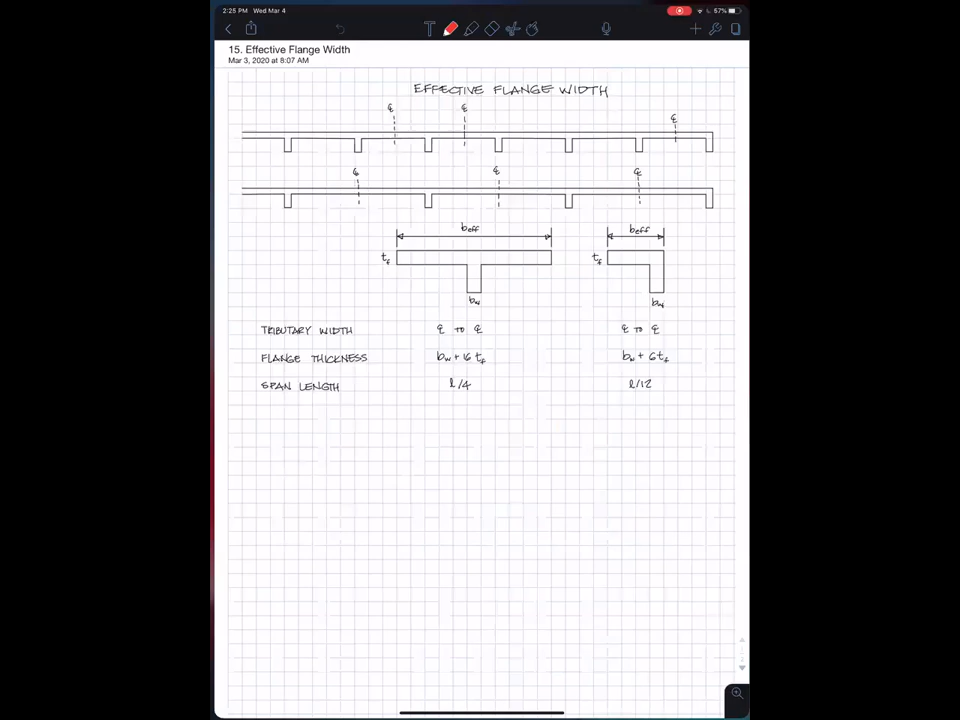 2:25 PM Wed Mar 4 57%
T
15. Effective Flange Width
Mar 3, 2020 at 8:07 AM
EFFECTIVE FLANGE WIDTH
℄ ℄ ℄
℄ ℄ ℄
beff beff
tf tf
bw bw
TRIBUTARY WIDTH ℄ TO ℄ ℄ TO ℄
FLANGE THICKNESS bw + 16 tf bw + 6tf
SPAN LENGTH l/4 l/12